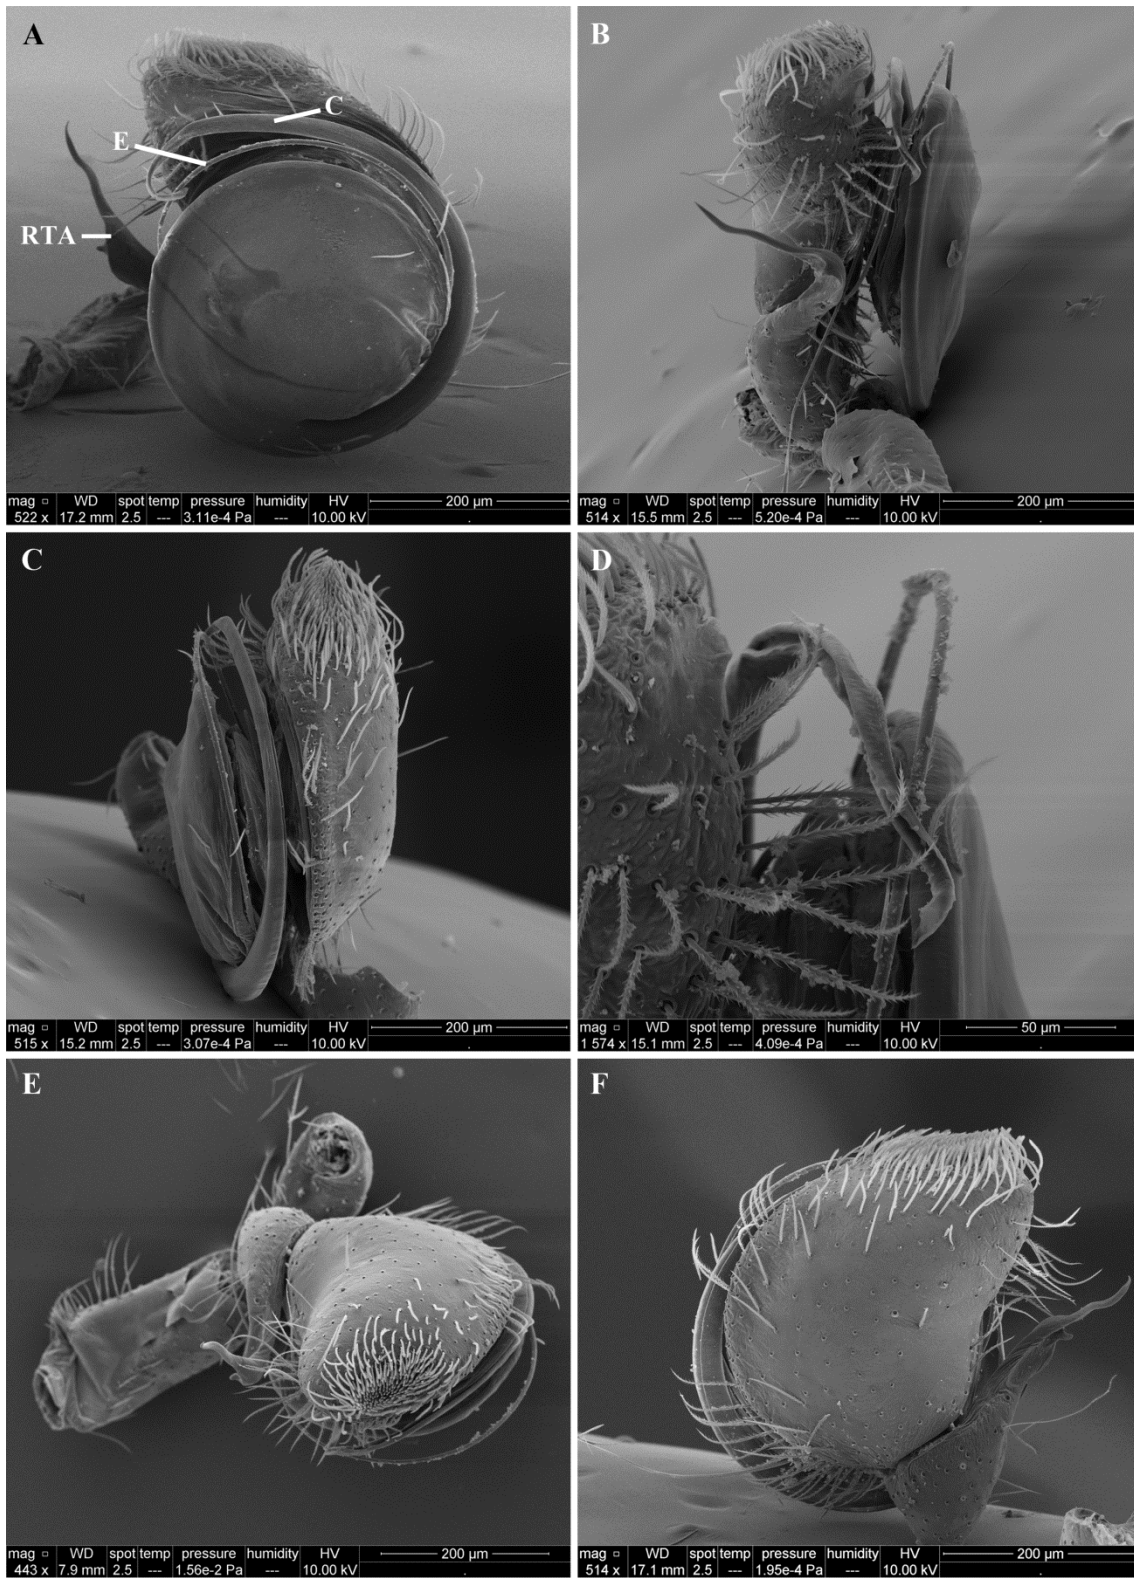 A
C
E
RTA
mag □ WD spot temp pressure humidity HV 200 µm
522 x 17.2 mm 2.5 --- 3.11e-4 Pa --- 10.00 kV .
B
mag □ WD spot temp pressure humidity HV 200 µm
514 x 15.5 mm 2.5 --- 5.20e-4 Pa --- 10.00 kV .
C
mag □ WD spot temp pressure humidity HV 200 µm
515 x 15.2 mm 2.5 --- 3.07e-4 Pa --- 10.00 kV .
D
mag □ WD spot temp pressure humidity HV 50 µm
1 574 x 15.1 mm 2.5 --- 4.09e-4 Pa --- 10.00 kV .
E
mag □ WD spot temp pressure humidity HV 200 µm
443 x 7.9 mm 2.5 --- 1.56e-2 Pa --- 10.00 kV .
F
mag □ WD spot temp pressure humidity HV 200 µm
514 x 17.1 mm 2.5 --- 1.95e-4 Pa --- 10.00 kV .